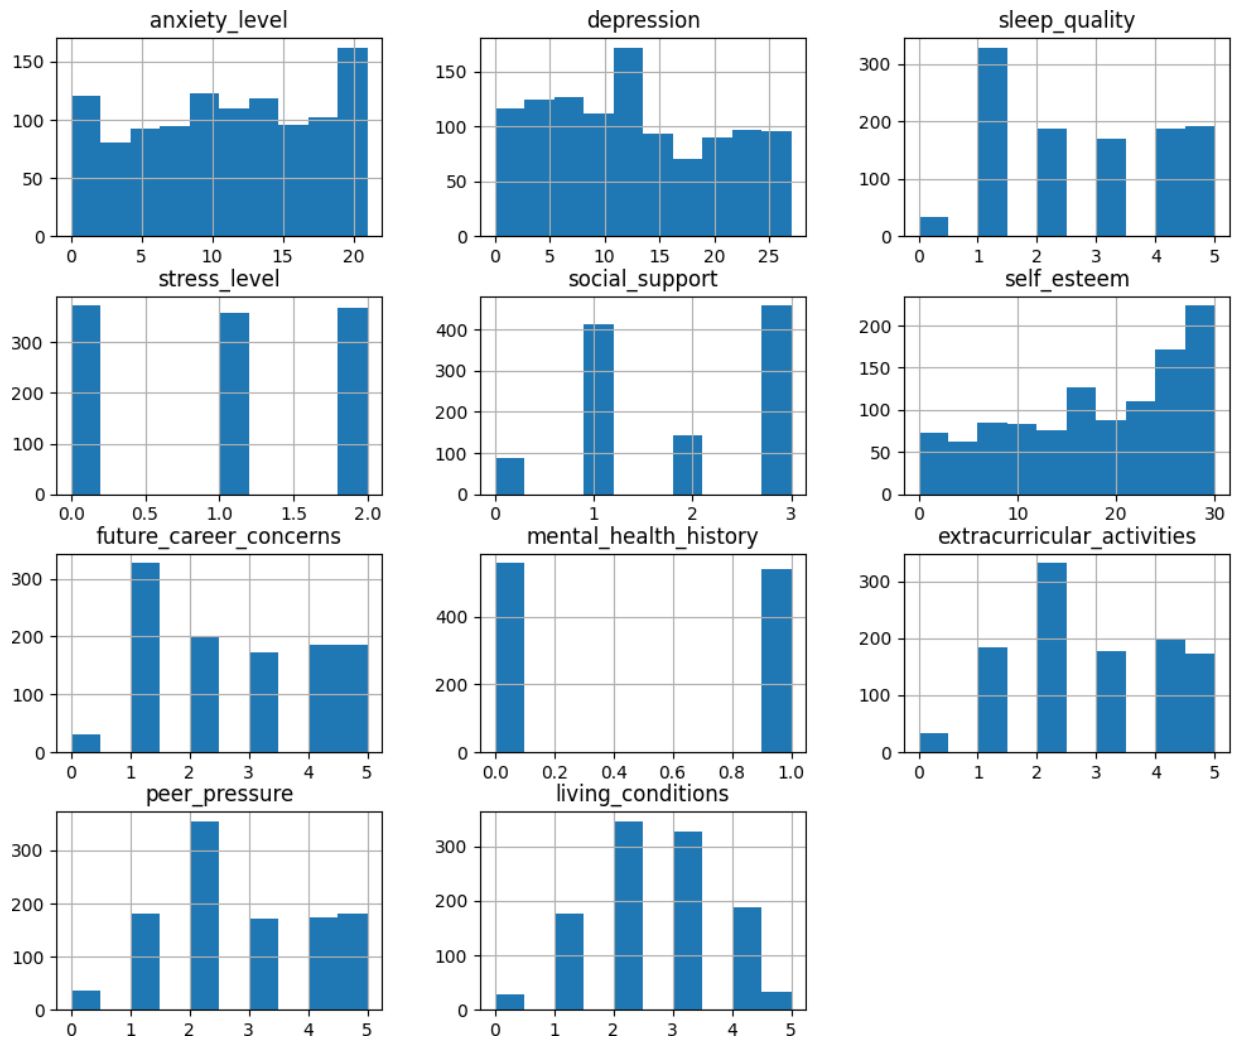 anxiety_level depression sleep_quality
150 150 300
100 100 200
50 50 100
0 0 0
0 5 10 15 20 0 5 10 15 20 25 0 1 2 3 4 5
stress_level social_support self_esteem
300 400 200
200 300 150
100 200 100
0 100 50
0 0
0.0 0.5 1.0 1.5 2.0 0 1 2 3 0 10 20 30
future_career_concerns mental_health_history extracurricular_activities
300 400 300
200 200 200
100 0 100
0 0
0 1 2 3 4 5 0.0 0.2 0.4 0.6 0.8 1.0 0 1 2 3 4 5
peer_pressure living_conditions
300 300
200 200
100 100
0 0
0 1 2 3 4 5 0 1 2 3 4 5